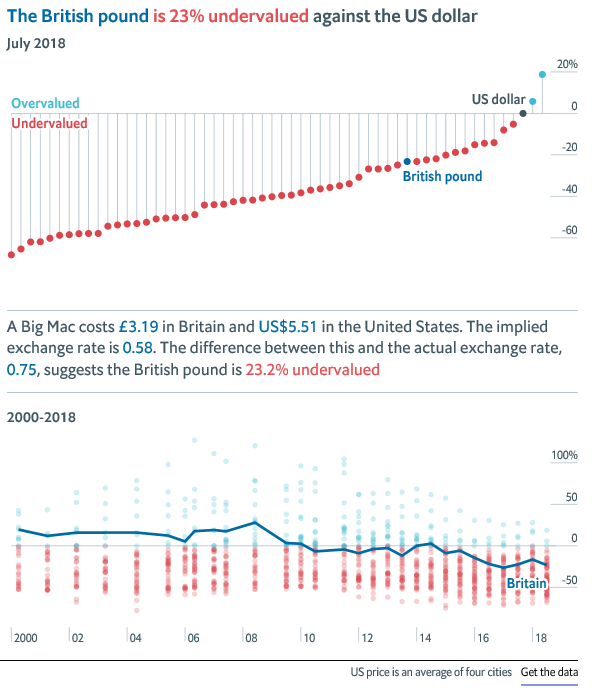 The British pound is 23% undervalued against the US dollar
July 2018
20%
Overvalued
US dollar
0
Undervalued
-20
British pound
-40
-60
A Big Mac costs £3.19 in Britain and US$5.51 in the United States. The implied
exchange rate is 0.58. The difference between this and the actual exchange rate,
0.75, suggests the British pound is 23.2% undervalued
2000-2018
100%
50
0
Britain
-50
2000 02 04 06 08 10 12 14 16 18
US price is an average of four cities Get the data